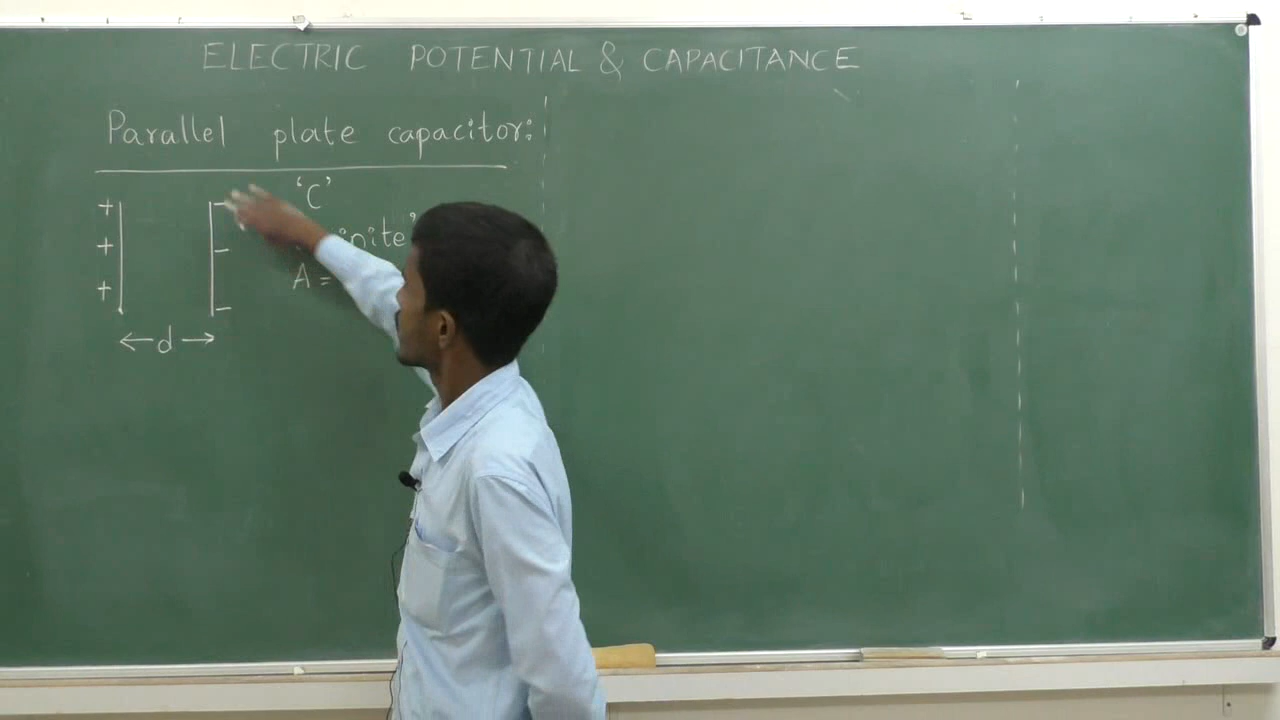 ELECTRIC POTENTIAL & CAPACITANCE
Parallel plate capacitor:
'C'
+ -
+ -
A =
+ -
d